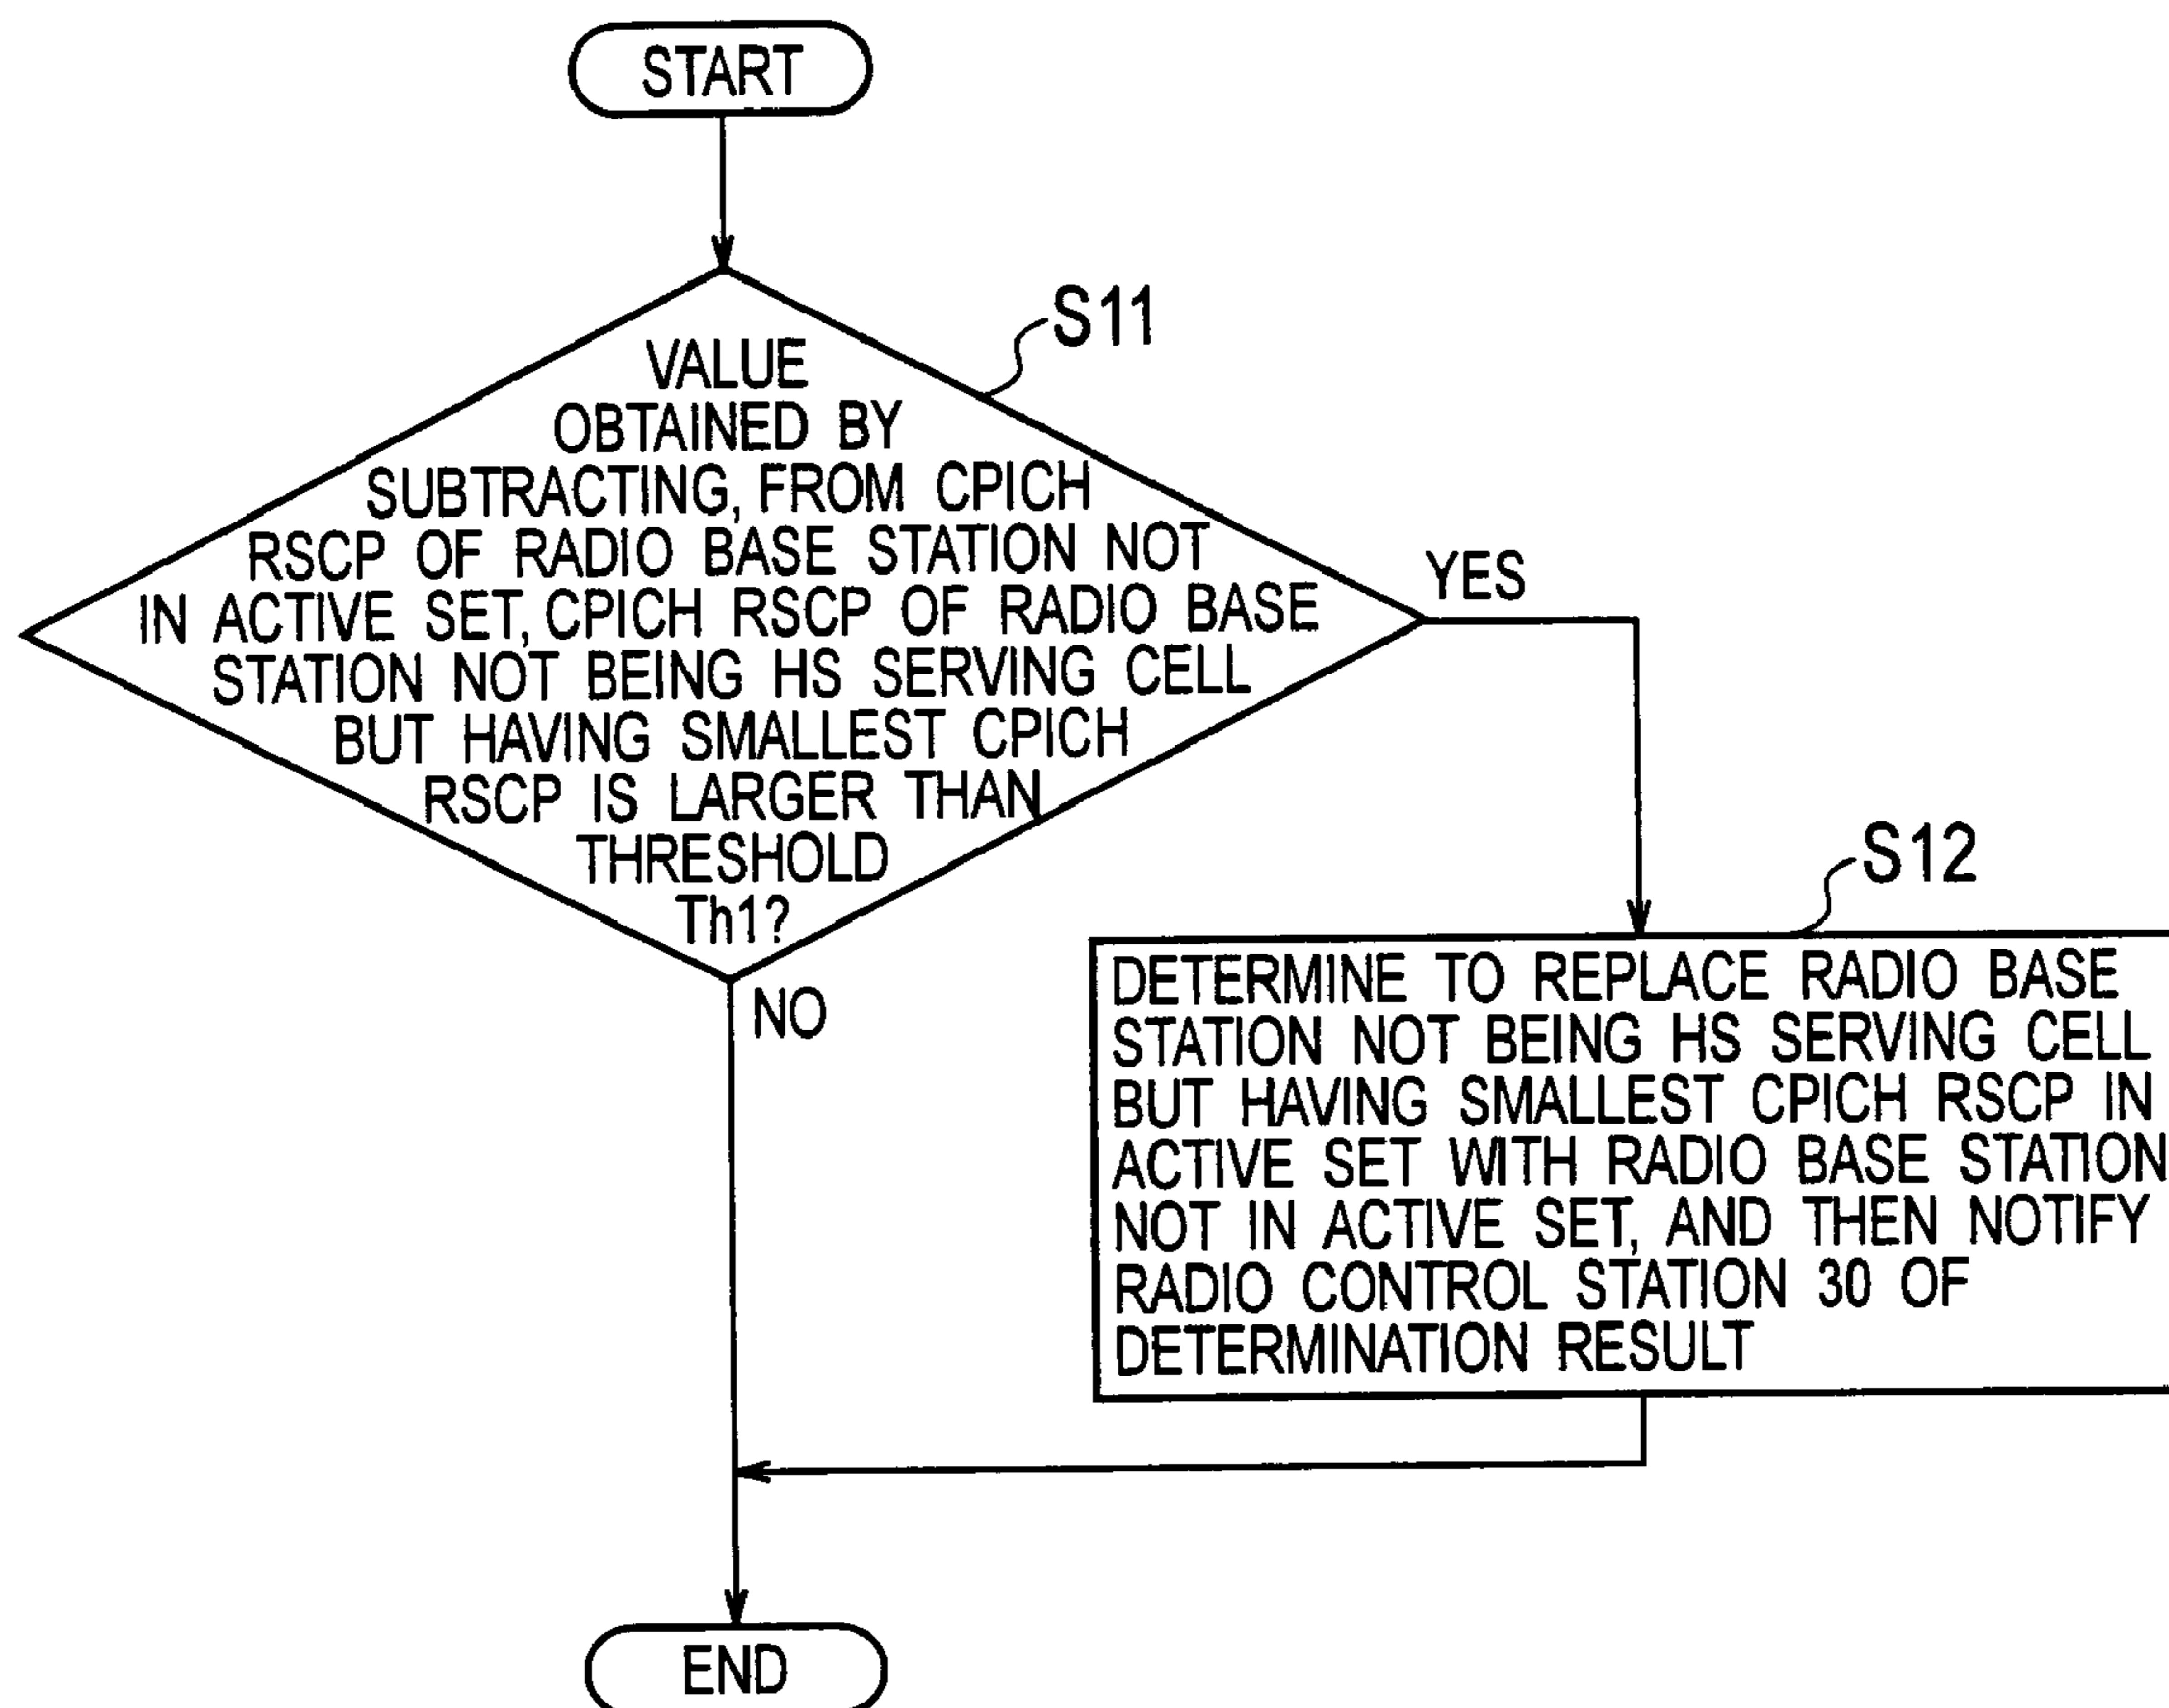 START
S11
VALUE
OBTAINED BY
SUBTRACTING, FROM CPICH
RSCP OF RADIO BASE STATION NOT
IN ACTIVE SET, CPICH RSCP OF RADIO BASE
STATION NOT BEING HS SERVING CELL
BUT HAVING SMALLEST CPICH
RSCP IS LARGER THAN
THRESHOLD
Th1?
YES
NO
S12
DETERMINE TO REPLACE RADIO BASE
STATION NOT BEING HS SERVING CELL
BUT HAVING SMALLEST CPICH RSCP IN
ACTIVE SET WITH RADIO BASE STATION
NOT IN ACTIVE SET, AND THEN NOTIFY
RADIO CONTROL STATION 30 OF
DETERMINATION RESULT
END